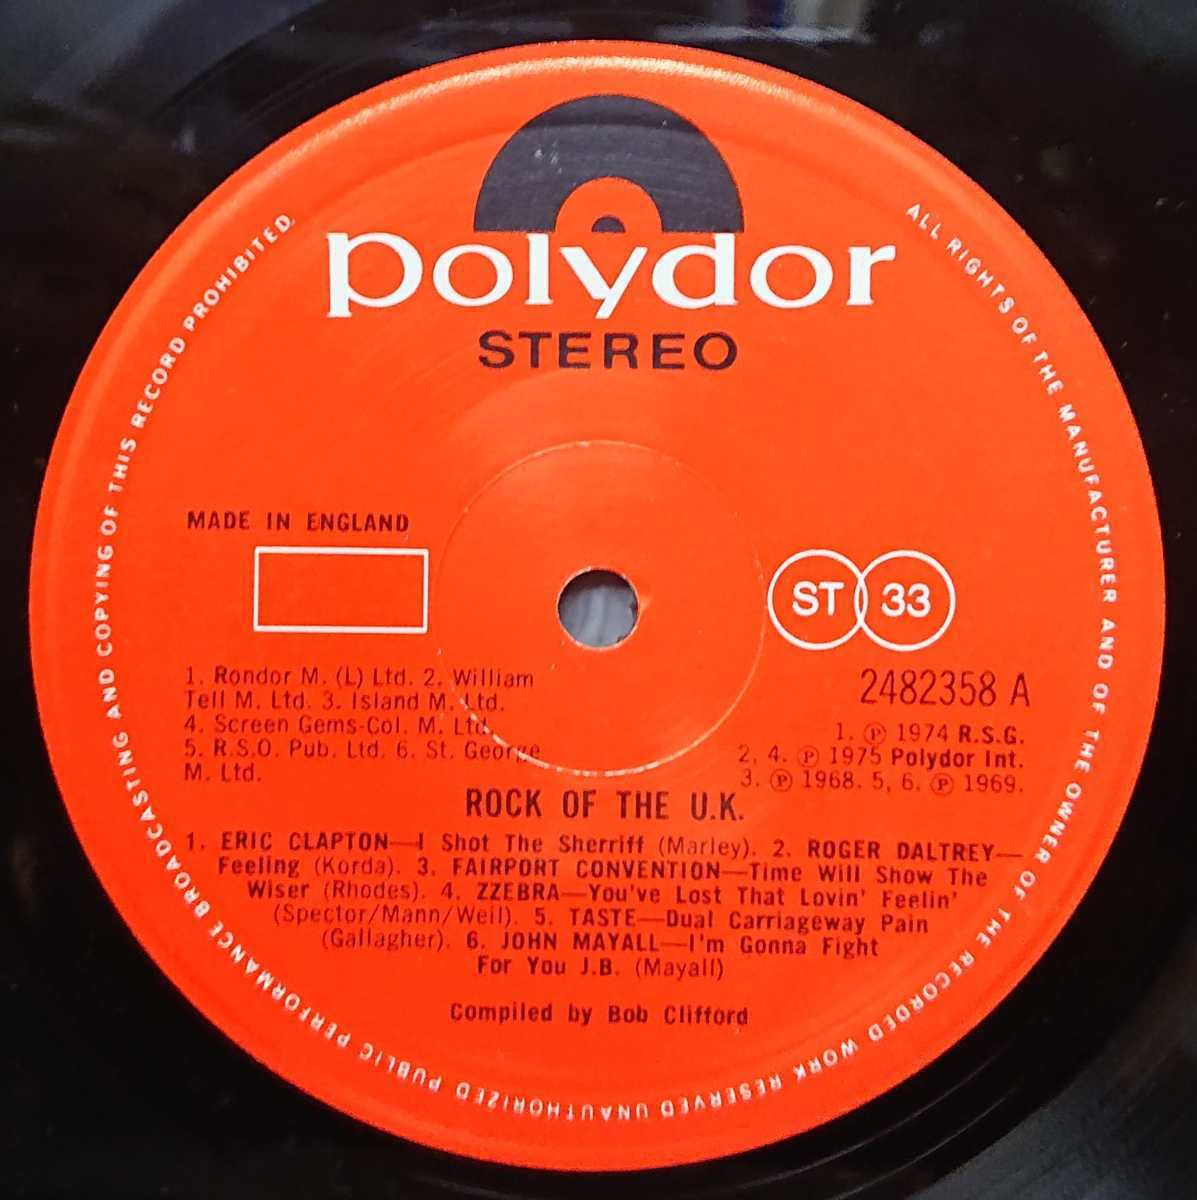 polydor
STEREO
ALL RIGHTS OF THE MANUFACTURER AND OF THE OWNER OF THE RECORDED WORK RESERVED UNAUTHORIZED PUBLIC PERFORMANCE BROADCASTING AND COPYING OF THIS RECORD PROHIBITED.
MADE IN ENGLAND
ST 33
1. Rondor M. (L) Ltd. 2. William
Tell M. Ltd. 3. Island M. Ltd.
4. Screen Gems-Col. M. Ltd.
5. R.S.O. Pub. Ltd. 6. St. George
M. Ltd.
2482358 A
1. ℗ 1974 R.S.G.
2, 4. ℗ 1975 Polydor Int.
3. ℗ 1968. 5, 6. ℗ 1969.
ROCK OF THE U.K.
1. ERIC CLAPTON—I Shot The Sherriff (Marley). 2. ROGER DALTREY—
Feeling (Korda). 3. FAIRPORT CONVENTION—Time Will Show The
Wiser (Rhodes). 4. ZZEBRA—You've Lost That Lovin' Feelin'
(Spector/Mann/Weil). 5. TASTE—Dual Carriageway Pain
(Gallagher). 6. JOHN MAYALL—I'm Gonna Fight
For You J.B. (Mayall)
Compiled by Bob Clifford